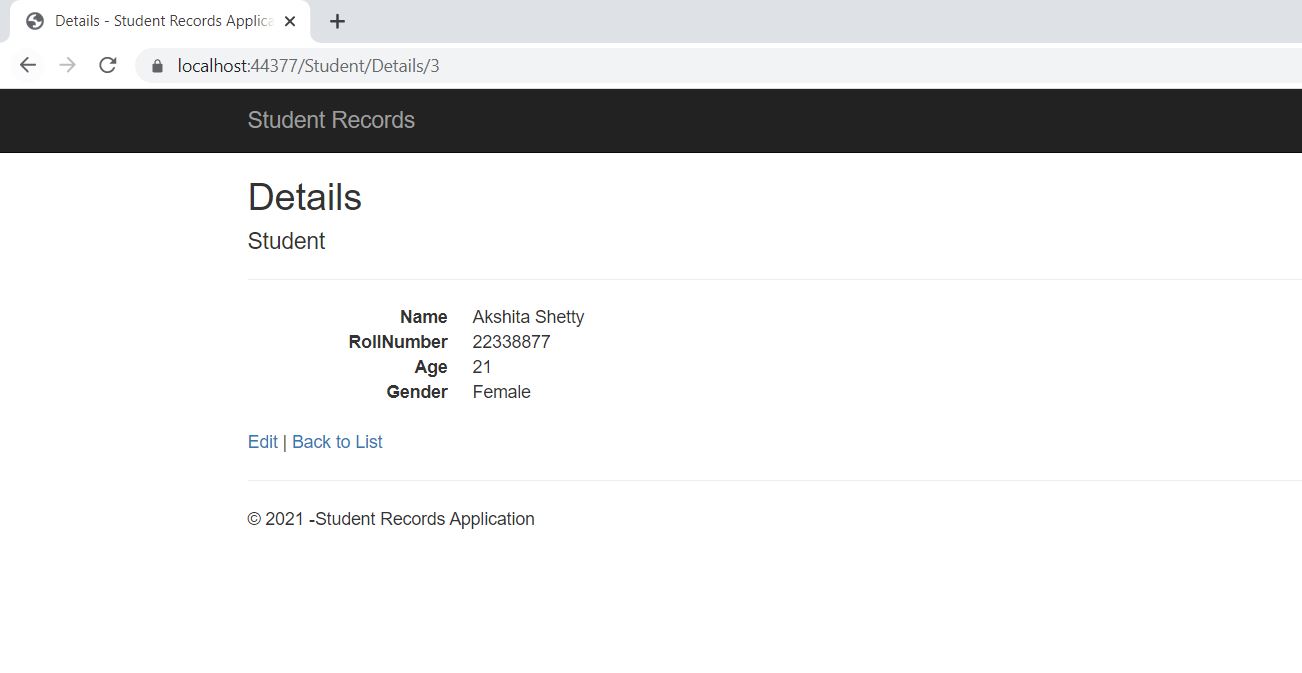 Details - Student Records Applica
localhost:44377/Student/Details/3
Student Records
Details
Student
Name Akshita Shetty
RollNumber 22338877
Age 21
Gender Female
Edit | Back to List
© 2021 -Student Records Application